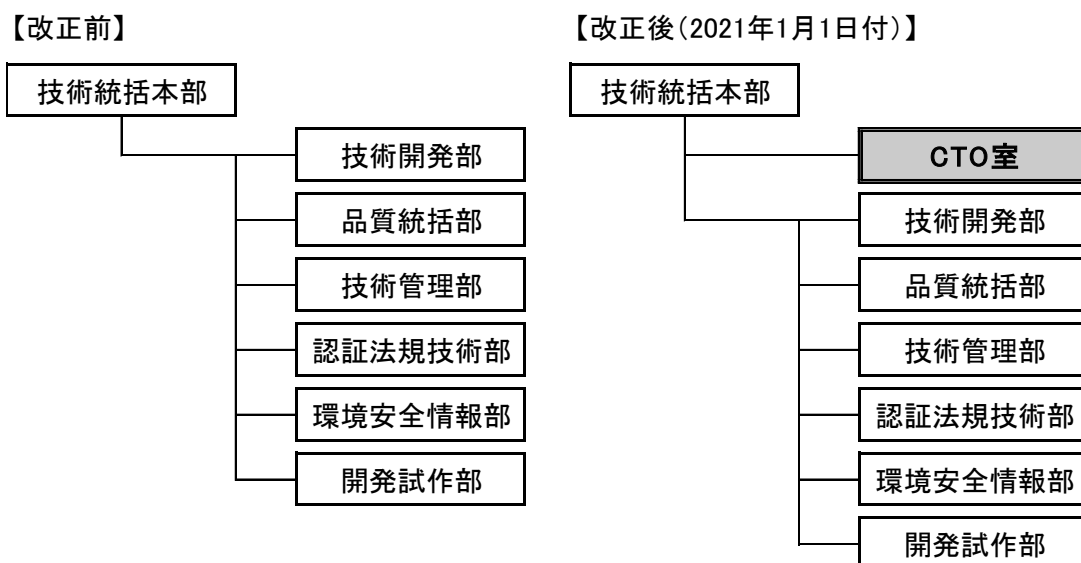 【改正前】
技術統括本部
技術開発部
品質統括部
技術管理部
認証法規技術部
環境安全情報部
開発試作部
【改正後(2021年1月1日付)】
技術統括本部
CTO室
技術開発部
品質統括部
技術管理部
認証法規技術部
環境安全情報部
開発試作部